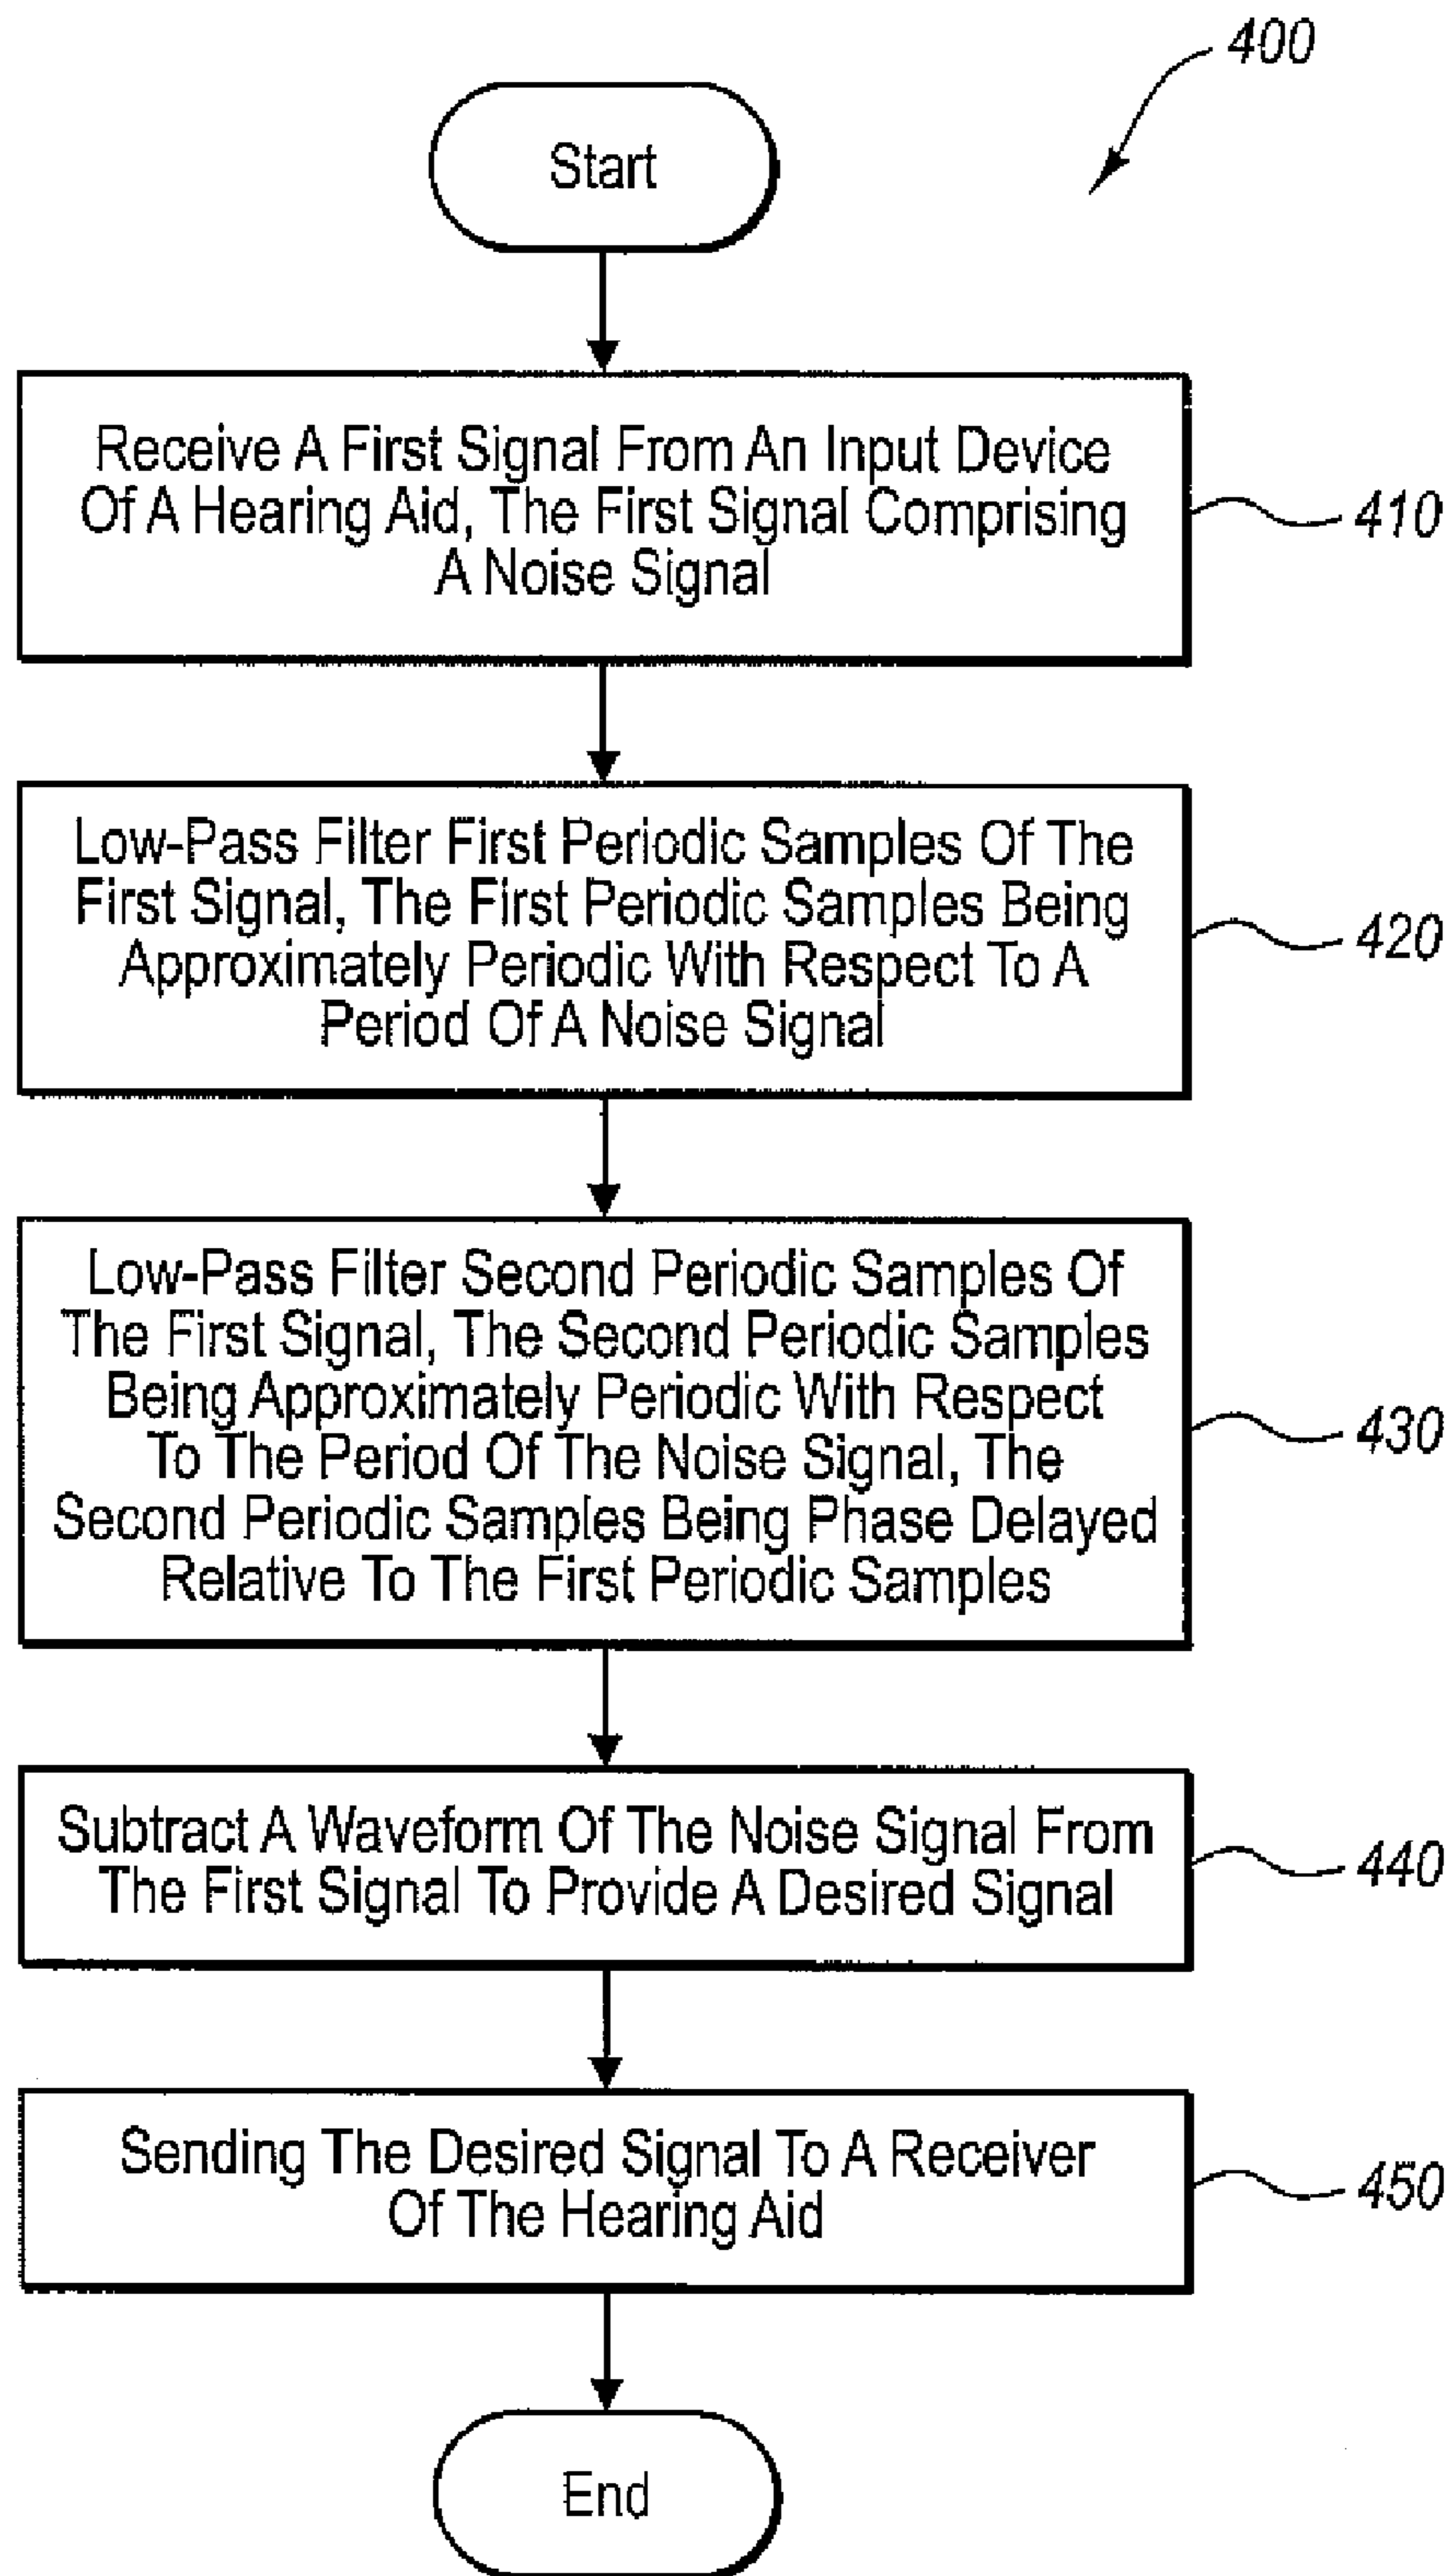 400
Start
Receive A First Signal From An Input Device
Of A Hearing Aid, The First Signal Comprising
A Noise Signal
410
Low-Pass Filter First Periodic Samples Of The
First Signal, The First Periodic Samples Being
Approximately Periodic With Respect To A
Period Of A Noise Signal
420
Low-Pass Filter Second Periodic Samples Of
The First Signal, The Second Periodic Samples
Being Approximately Periodic With Respect
To The Period Of The Noise Signal, The
Second Periodic Samples Being Phase Delayed
Relative To The First Periodic Samples
430
Subtract A Waveform Of The Noise Signal From
The First Signal To Provide A Desired Signal
440
Sending The Desired Signal To A Receiver
Of The Hearing Aid
450
End